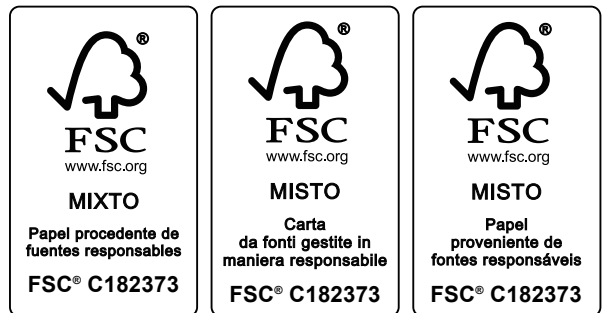 ®
FSC
www.fsc.org
MIXTO
Papel procedente de
fuentes responsables
FSC® C182373
®
FSC
www.fsc.org
MISTO
Carta
da fonti gestite in
maniera responsabile
FSC® C182373
®
FSC
www.fsc.org
MISTO
Papel
proveniente de
fontes responsáveis
FSC® C182373